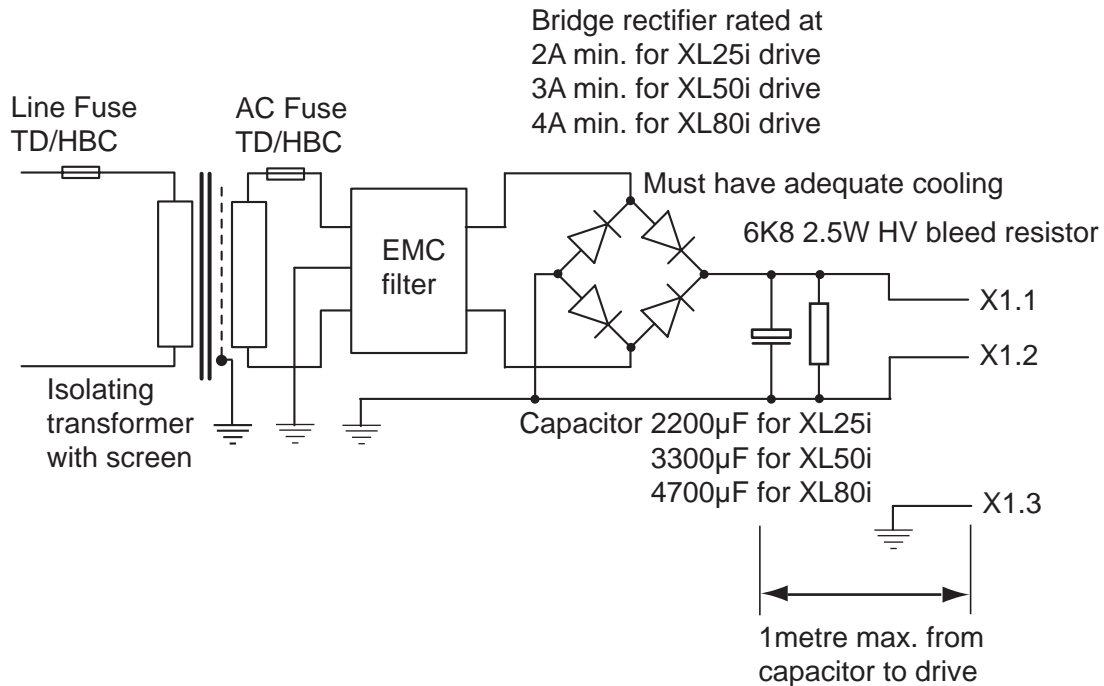 Bridge rectifier rated at
2A min. for XL25i drive
3A min. for XL50i drive
4A min. for XL80i drive
Line Fuse
TD/HBC
AC Fuse
TD/HBC
Must have adequate cooling
6K8 2.5W HV bleed resistor
EMC
filter
X1.1
X1.2
Isolating
transformer
with screen
Capacitor 2200µF for XL25i
3300µF for XL50i
4700µF for XL80i
X1.3
1metre max. from
capacitor to drive